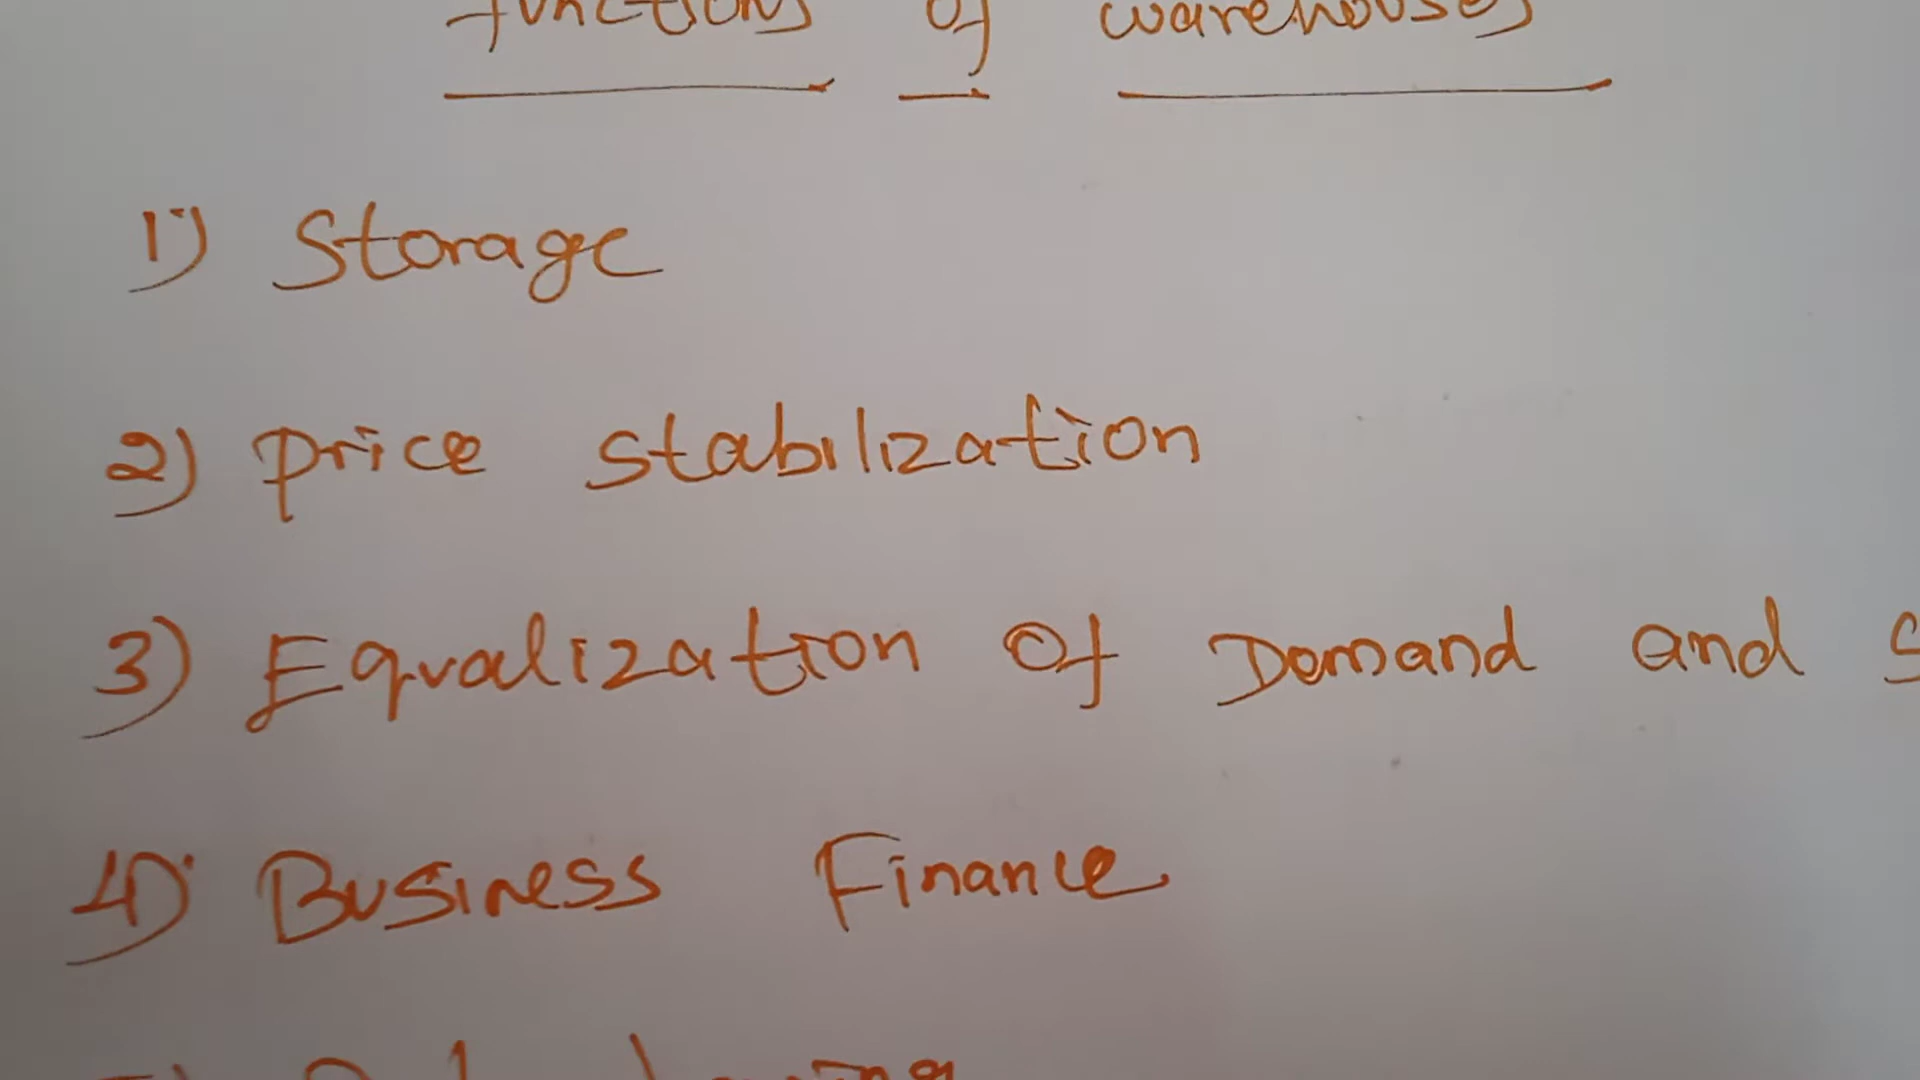 functions of warehouses
1) Storage
2) price stabilization
3) Equalization of Demand and
4) Business Finance